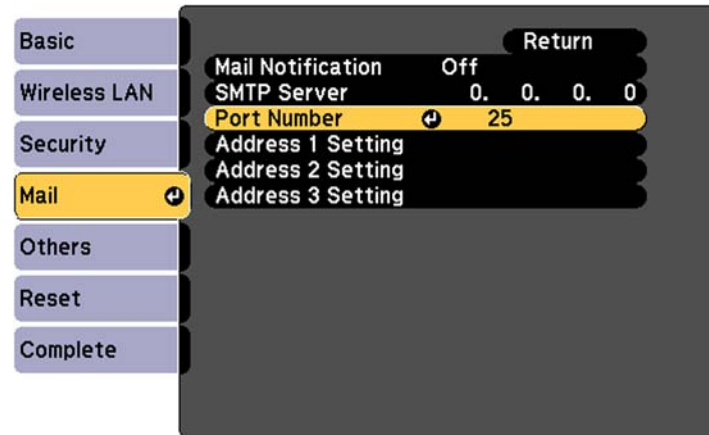 Basic
Wireless LAN
Security
Mail
Others
Reset
Complete
Return
Mail Notification Off
SMTP Server 0. 0. 0. 0
Port Number 25
Address 1 Setting
Address 2 Setting
Address 3 Setting